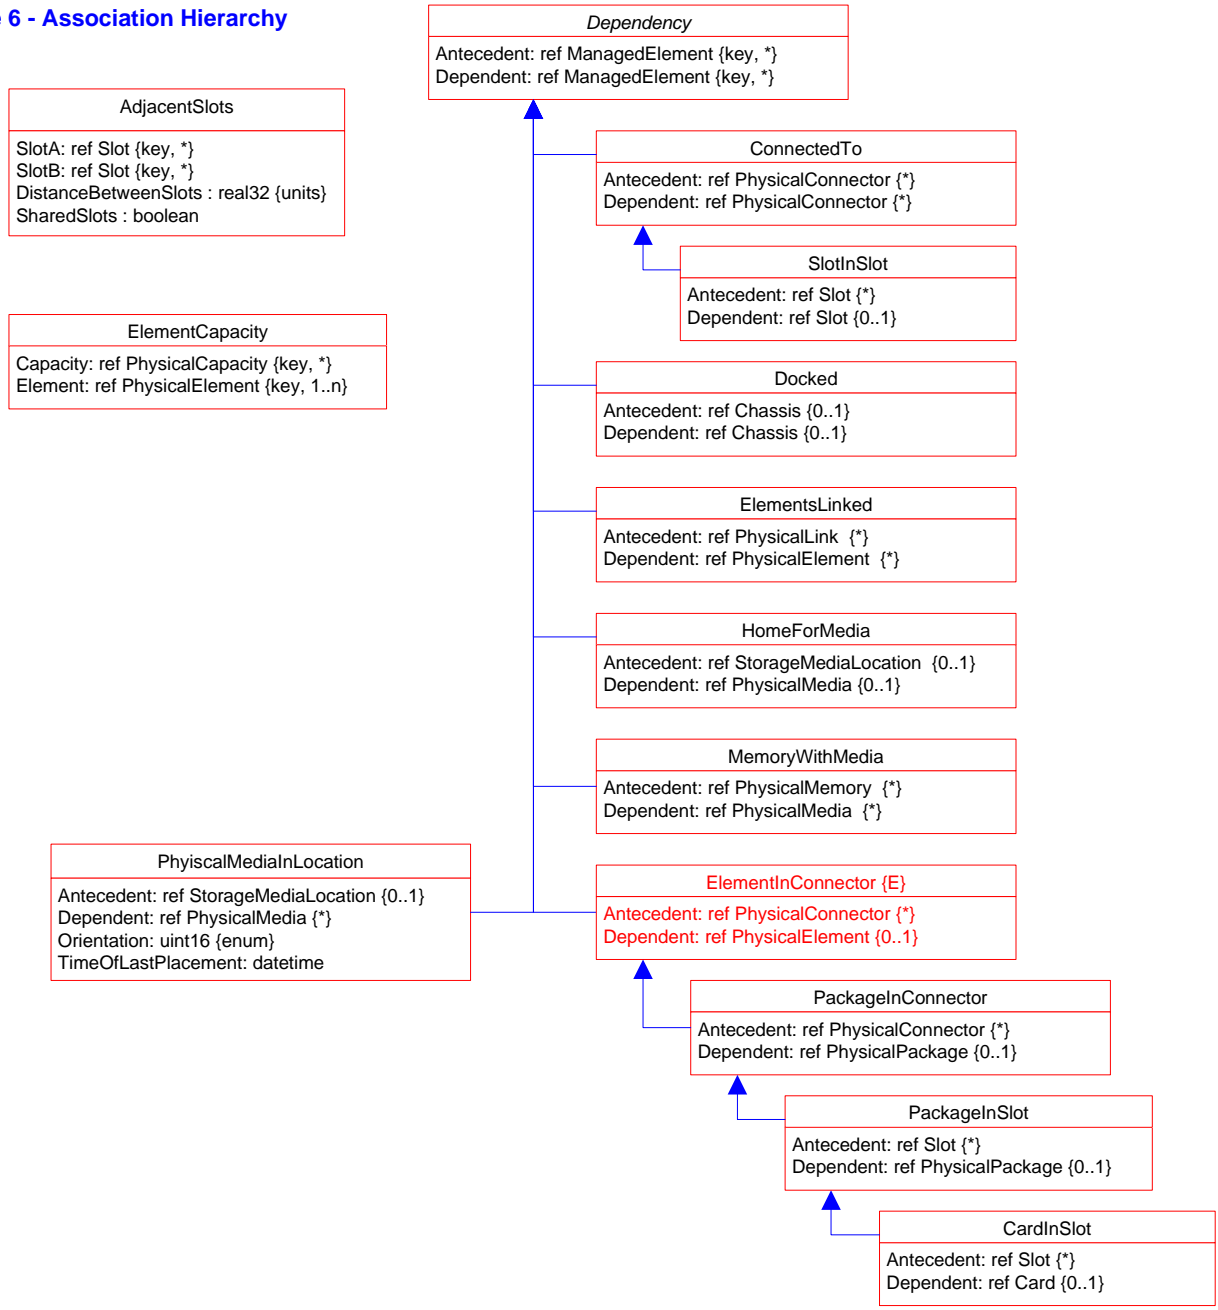 6 - Association Hierarchy
Dependency
Antecedent: ref ManagedElement {key, *}
Dependent: ref ManagedElement {key, *}
AdjacentSlots
SlotA: ref Slot {key, *}
SlotB: ref Slot {key, *}
DistanceBetweenSlots : real32 {units}
SharedSlots : boolean
ConnectedTo
Antecedent: ref PhysicalConnector {*}
Dependent: ref PhysicalConnector {*}
SlotInSlot
Antecedent: ref Slot {*}
Dependent: ref Slot {0..1}
ElementCapacity
Capacity: ref PhysicalCapacity {key, *}
Element: ref PhysicalElement {key, 1..n}
Docked
Antecedent: ref Chassis {0..1}
Dependent: ref Chassis {0..1}
ElementsLinked
Antecedent: ref PhysicalLink  {*}
Dependent: ref PhysicalElement  {*}
HomeForMedia
Antecedent: ref StorageMediaLocation  {0..1}
Dependent: ref PhysicalMedia {0..1}
MemoryWithMedia
Antecedent: ref PhysicalMemory  {*}
Dependent: ref PhysicalMedia  {*}
PhyiscalMediaInLocation
Antecedent: ref StorageMediaLocation {0..1}
Dependent: ref PhysicalMedia {*}
Orientation: uint16 {enum}
TimeOfLastPlacement: datetime
ElementInConnector {E}
Antecedent: ref PhysicalConnector {*}
Dependent: ref PhysicalElement {0..1}
PackageInConnector
Antecedent: ref PhysicalConnector {*}
Dependent: ref PhysicalPackage {0..1}
PackageInSlot
Antecedent: ref Slot {*}
Dependent: ref PhysicalPackage {0..1}
CardInSlot
Antecedent: ref Slot {*}
Dependent: ref Card {0..1}